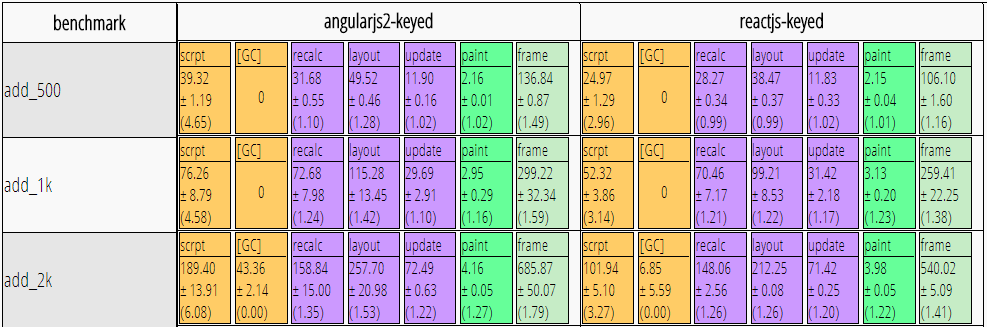 benchmark angularjs2-keyed reactjs-keyed
scrpt [GC] recalc layout update paint frame scrpt [GC] recalc layout update paint frame
39.32 31.68 49.52 11.90 2.16 136.84 24.97 28.27 38.47 11.83 2.15 106.10
add_500 ± 1.19 0 ± 0.55 ± 0.46 ± 0.16 ± 0.01 ± 0.87 ± 1.29 0 ± 0.34 ± 0.37 ± 0.33 ± 0.04 ± 1.60
(4.65) (1.10) (1.28) (1.02) (1.02) (1.49) (2.96) (0.99) (0.99) (1.02) (1.01) (1.16)
scrpt [GC] recalc layout update paint frame scrpt [GC] recalc layout update paint frame
76.26 72.68 115.28 29.69 2.95 299.22 52.32 70.46 99.21 31.42 3.13 259.41
add_1k ± 8.79 0 ± 7.98 ± 13.45 ± 2.91 ± 0.29 ± 32.34 ± 3.86 0 ± 7.17 ± 8.53 ± 2.18 ± 0.20 ± 22.25
(4.58) (1.24) (1.42) (1.10) (1.16) (1.59) (3.14) (1.21) (1.22) (1.17) (1.23) (1.38)
scrpt [GC] recalc layout update paint frame scrpt [GC] recalc layout update paint frame
189.40 43.36 158.84 257.70 72.49 4.16 685.87 101.94 6.85 148.06 212.25 71.42 3.98 540.02
add_2k ± 13.91 ± 2.14 ± 15.00 ± 20.98 ± 0.63 ± 0.05 ± 50.07 ± 5.10 ± 5.59 ± 2.56 ± 0.08 ± 0.25 ± 0.05 ± 5.09
(6.08) (0.00) (1.35) (1.53) (1.22) (1.27) (1.79) (3.27) (0.00) (1.26) (1.26) (1.20) (1.22) (1.41)